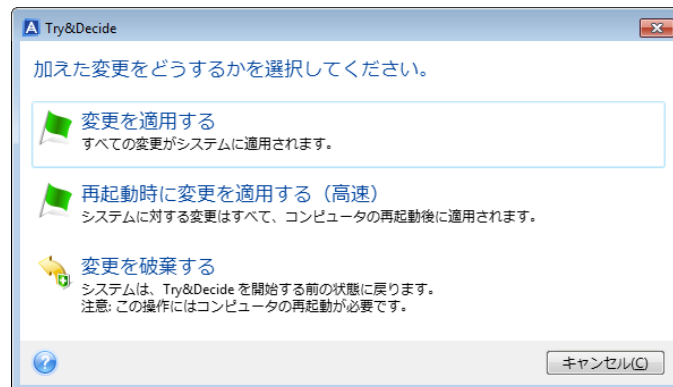 Try&Decide
加えた変更をどうするかを選択してください。
変更を適用する
すべての変更がシステムに適用されます。
再起動時に変更を適用する（高速）
システムに対する変更はすべて、コンピュータの再起動後に適用されます。
変更を破棄する
システムは、Try&Decide を開始する前の状態に戻ります。
注意: この操作にはコンピュータの再起動が必要です。
キャンセル(C)